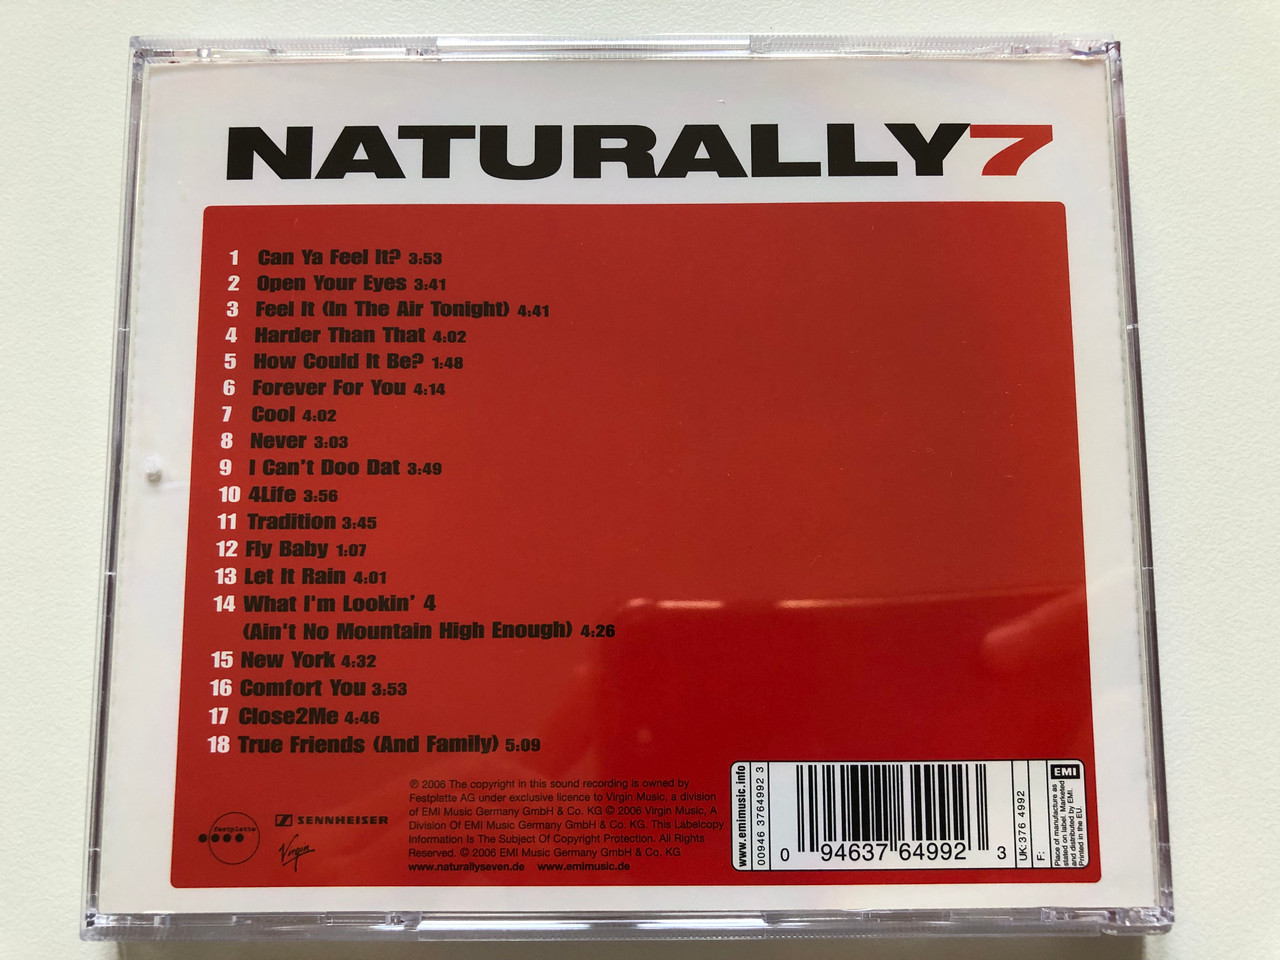 NATURALLY7
1 Can Ya Feel It? 3:53
2 Open Your Eyes 3:41
3 Feel It (In The Air Tonight) 4:41
4 Harder Than That 4:02
5 How Could It Be? 1:48
6 Forever For You 4:14
7 Cool 4:02
8 Never 3:03
9 I Can't Doo Dat 3:49
10 4Life 3:56
11 Tradition 3:45
12 Fly Baby 1:07
13 Let It Rain 4:01
14 What I'm Lookin' 4
(Ain't No Mountain High Enough) 4:26
15 New York 4:32
16 Comfort You 3:53
17 Close2Me 4:46
18 True Friends (And Family) 5:09
festplatte
SENNHEISER
Virgin
℗ 2006 The copyright in this sound recording is owned by
Festplatte AG under exclusive licence to Virgin Music, a division
of EMI Music Germany GmbH & Co. KG © 2006 Virgin Music, A
Division Of EMI Music Germany GmbH & Co. KG. This Labelcopy
Information Is The Subject Of Copyright Protection. All Rights
Reserved. © 2006 EMI Music Germany GmbH & Co. KG
www.naturallyseven.de www.emimusic.de
www.emimusic.info
00946 3764992 3
0 94637 64992 3
UK: 376 4992
F:
EMI
Place of manufacture as
stated on label. Marketed
and distributed by EMI.
Printed in the EU.